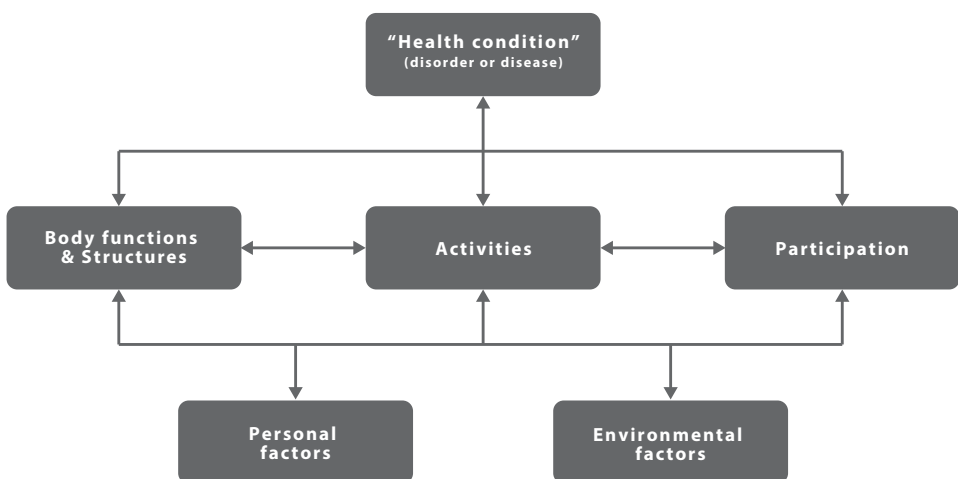 “Health condition”
(disorder or disease)
Body functions
& Structures
Activities
Participation
Personal
factors
Environmental
factors